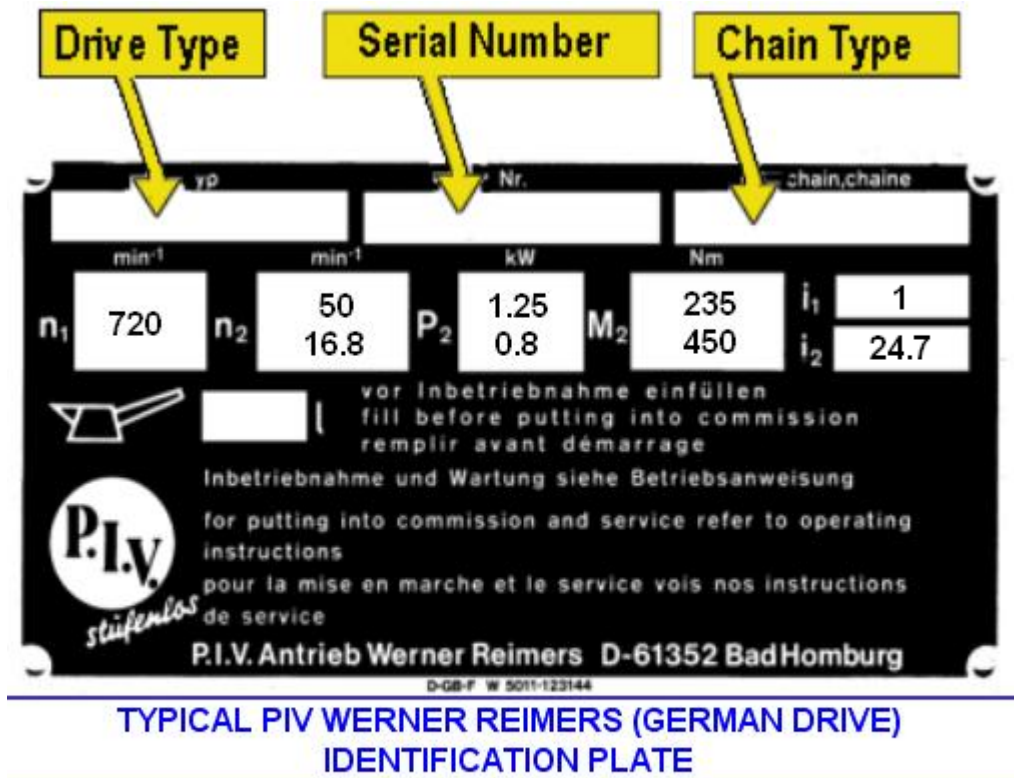 Drive Type
Serial Number
Chain Type
yp
Nr.
chain,chaine
min-1
min-1
kW
Nm
n1
720
n2
50
16.8
P2
1.25
0.8
M2
235
450
i1
1
i2
24.7
l
vor Inbetriebnahme einfüllen
fill before putting into commission
remplir avant démarrage
Inbetriebnahme und Wartung siehe Betriebsanweisung
for putting into commission and service refer to operating
instructions
pour la mise en marche et le service vois nos instructions
de service
P.I.V.
stufenlos
P.I.V. Antrieb Werner Reimers D-61352 Bad Homburg
D-GB-F W 5011-123144
TYPICAL PIV WERNER REIMERS (GERMAN DRIVE)
IDENTIFICATION PLATE